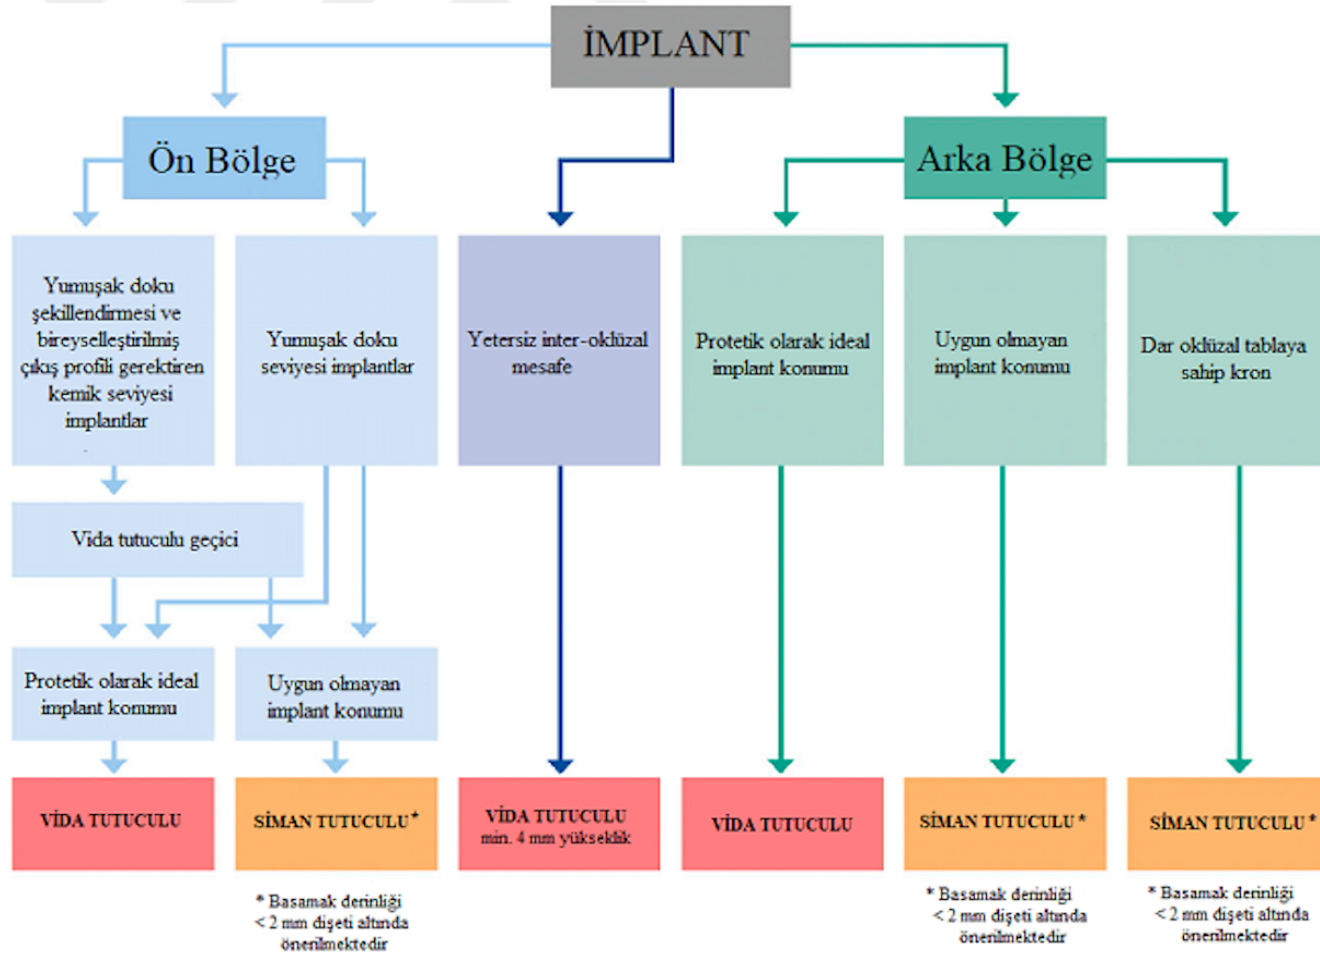 İMPLANT
Ön Bölge
Arka Bölge
Yumuşak doku
şekillendirmesi ve
bireyselleştirilmiş
çıkış profili gerektiren
kemik seviyesi
implantlar
Yumuşak doku
seviyesi implantlar
Yetersiz inter-oklüzal
mesafe
Protetik olarak ideal
implant konumu
Uygun olmayan
implant konumu
Dar oklüzal tablaya
sahip kron
Vida tutuculu geçici
Protetik olarak ideal
implant konumu
Uygun olmayan
implant konumu
VİDA TUTUCULU
SİMAN TUTUCULU*
VİDA TUTUCULU
min. 4 mm yükseklik
VİDA TUTUCULU
SİMAN TUTUCULU*
SİMAN TUTUCULU*
* Basamak derinliği
< 2 mm dişeti altında
önerilmektedir
* Basamak derinliği
< 2 mm dişeti altında
önerilmektedir
* Basamak derinliği
< 2 mm dişeti altında
önerilmektedir